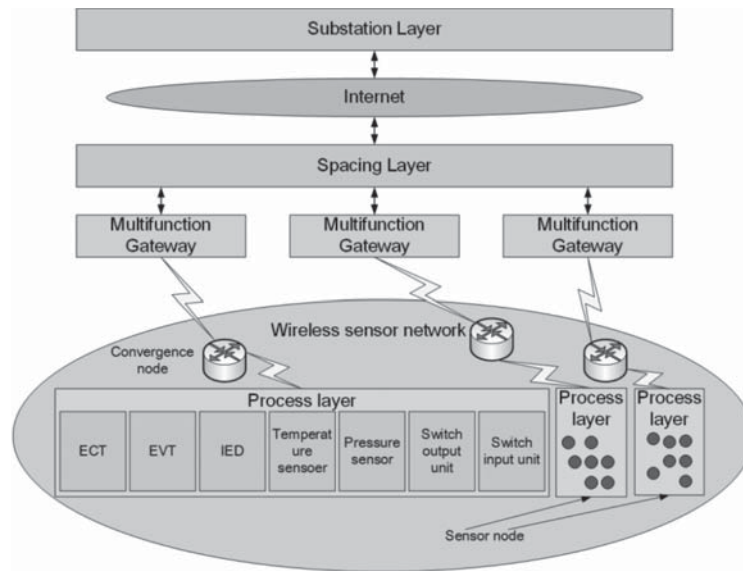 Substation Layer
Internet
Spacing Layer
Multifunction
Gateway
Multifunction
Gateway
Multifunction
Gateway
Wireless sensor network
Convergence
node
Process layer
ECT
EVT
IED
Temperat
ure
sensoer
Pressure
sensor
Switch
output
unit
Switch
input unit
Process
layer
Process
layer
Sensor node